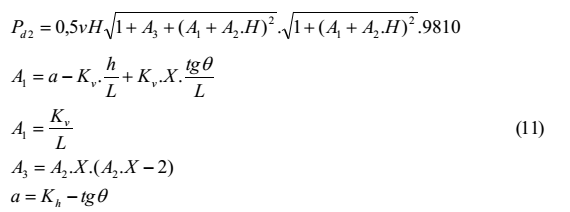 P_{d2} = 0,5vH\sqrt{1 + A_3 + (A_1 + A_2.H)^2}.\sqrt{1 + (A_1 + A_2.H)^2}.9810
A_1 = a - K_v.\frac{h}{L} + K_v.X.\frac{tg\theta}{L}
A_1 = \frac{K_v}{L} (11)
A_3 = A_2.X.(A_2.X - 2)
a = K_h - tg\theta